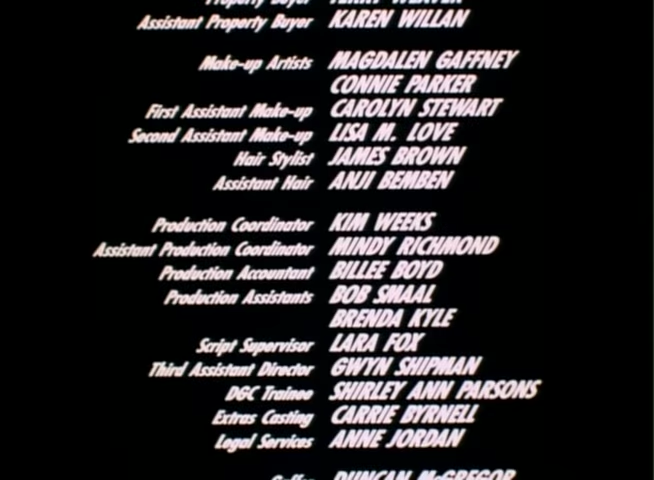 Assistant Property Buyer KAREN WILLAN
Make-up Artists MAGDALEN GAFFNEY
CONNIE PARKER
First Assistant Make-up CAROLYN STEWART
Second Assistant Make-up LISA M. LOVE
Hair Stylist JAMES BROWN
Assistant Hair ANJI BEMBEN
Production Coordinator KIM WEEKS
Assistant Production Coordinator MINDY RICHMOND
Production Accountant BILLEE BOYD
Production Assistants BOB SMAAL
BRENDA KYLE
Script Supervisor LARA FOX
Third Assistant Director GWYN SHIPMAN
DGC Trainee SHIRLEY ANN PARSONS
Extras Casting CARRIE BYRNELL
Legal Services ANNE JORDAN
DUNCAN McGREGOR